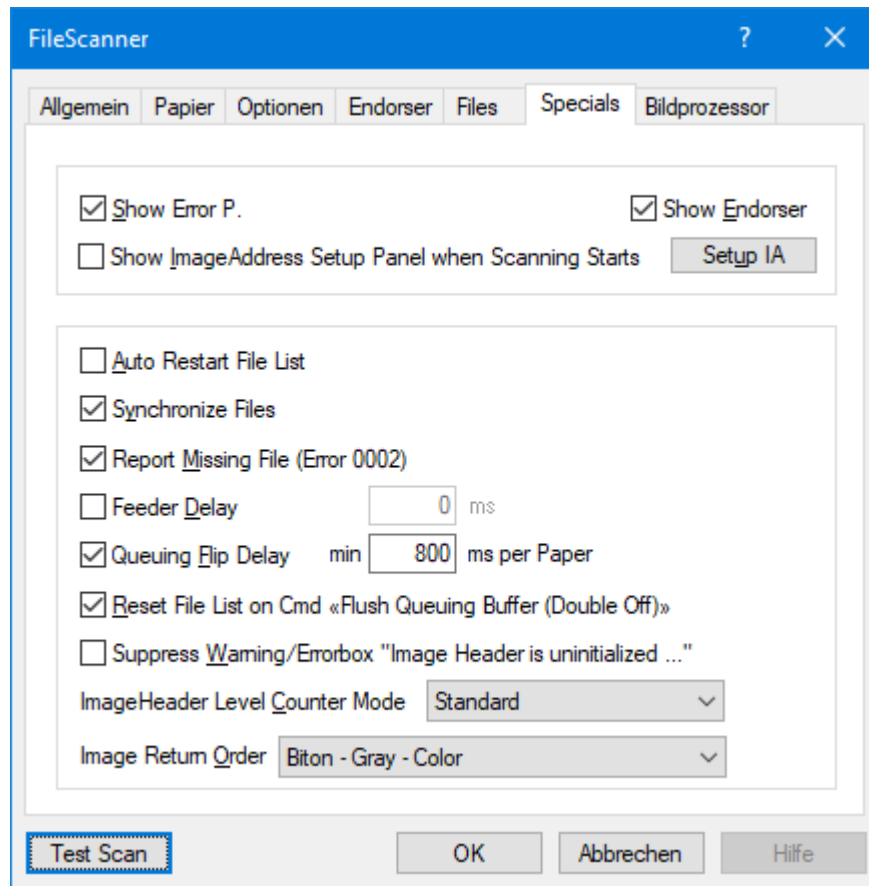 FileScanner ?
Allgemein Papier Optionen Endorser Files Specials Bildprozessor
Show Error P. Show Endorser
Show ImageAddress Setup Panel when Scanning Starts Setup IA
Auto Restart File List
Synchronize Files
Report Missing File (Error 0002)
Feeder Delay 0 ms
Queuing Flip Delay min 800 ms per Paper
Reset File List on Cmd «Flush Queuing Buffer (Double Off)»
Suppress Warning/Errorbox "Image Header is uninitialized ..."
ImageHeader Level Counter Mode Standard
Image Return Order Biton - Gray - Color
Test Scan OK Abbrechen Hilfe